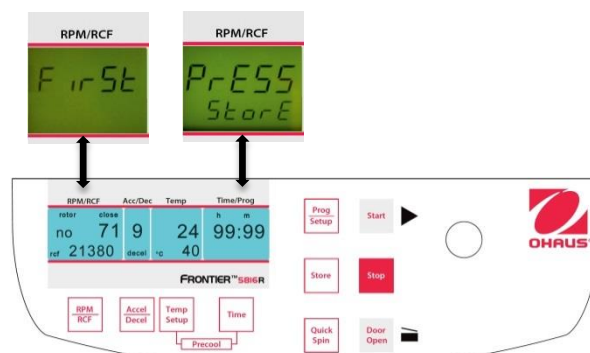 RPM/RCF
RPM/RCF
FirSt
PrESS
StorE
RPM/RCF Acc/Dec Temp Time/Prog
rotor close h m
no 71 9 24 99:99
rcf 21380 decel °C 40
FRONTIER™ 5816R
Prog
Setup
Start
OHAUS®
Store
Stop
RPM
RCF
Accel
Decel
Temp
Setup
Time
Precool
Quick
Spin
Door
Open